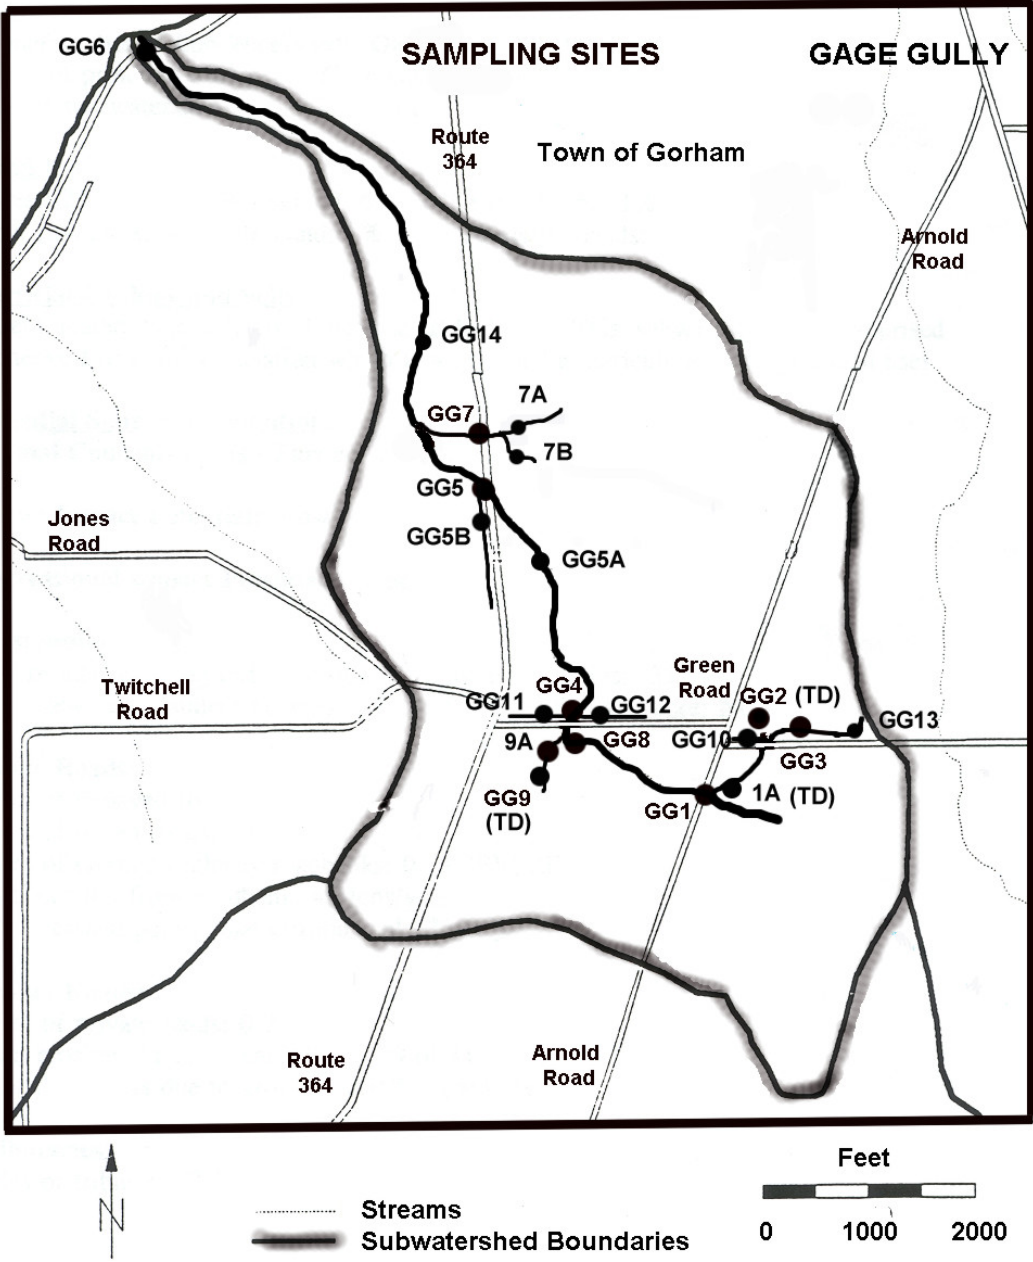 GG6
SAMPLING SITES
GAGE GULLY
Route
364
Town of Gorham
Arnold
Road
GG14
7A
GG7
7B
GG5
GG5B
GG5A
Jones
Road
Twitchell
Road
Green
Road
GG4
GG11
GG12
GG2 (TD)
GG13
GG10
9A
GG8
GG3
GG9
(TD)
GG1
1A (TD)
Route
364
Arnold
Road
N
Streams
Subwatershed Boundaries
Feet
0 1000 2000